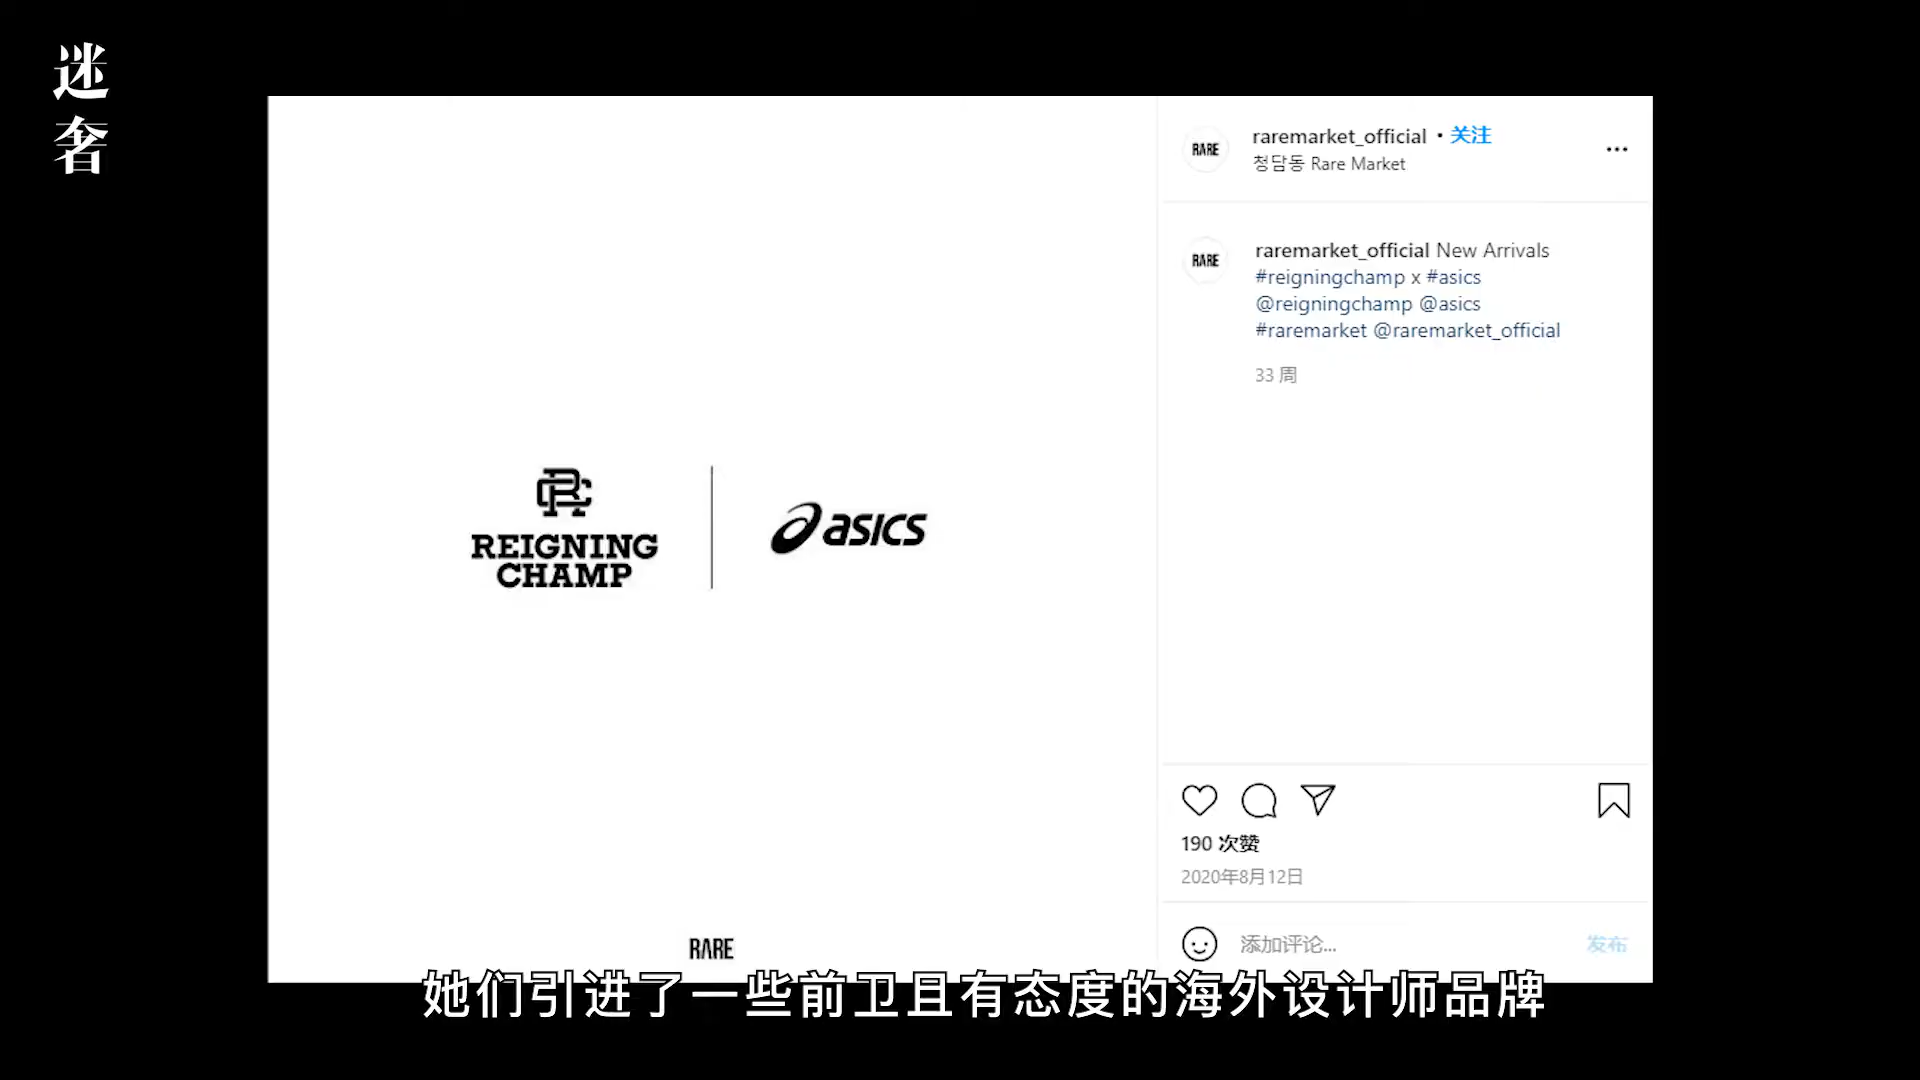 迷
奢
RARE
raremarket_official • 关注
청담동 Rare Market
RARE
raremarket_official New Arrivals
#reigningchamp x #asics
@reigningchamp @asics
#raremarket @raremarket_official
33 周
RC
REIGNING
CHAMP
asics
190 次赞
2020年8月12日
添加评论... 发布
RARE
她们引进了一些前卫且有态度的海外设计师品牌